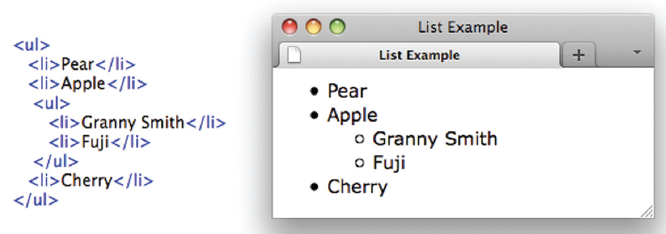 <ul>
<li>Pear</li>
<li>Apple</li>
<ul>
<li>Granny Smith</li>
<li>Fuji</li>
</ul>
<li>Cherry</li>
</ul>
List Example
List Example
Pear
Apple
Granny Smith
Fuji
Cherry